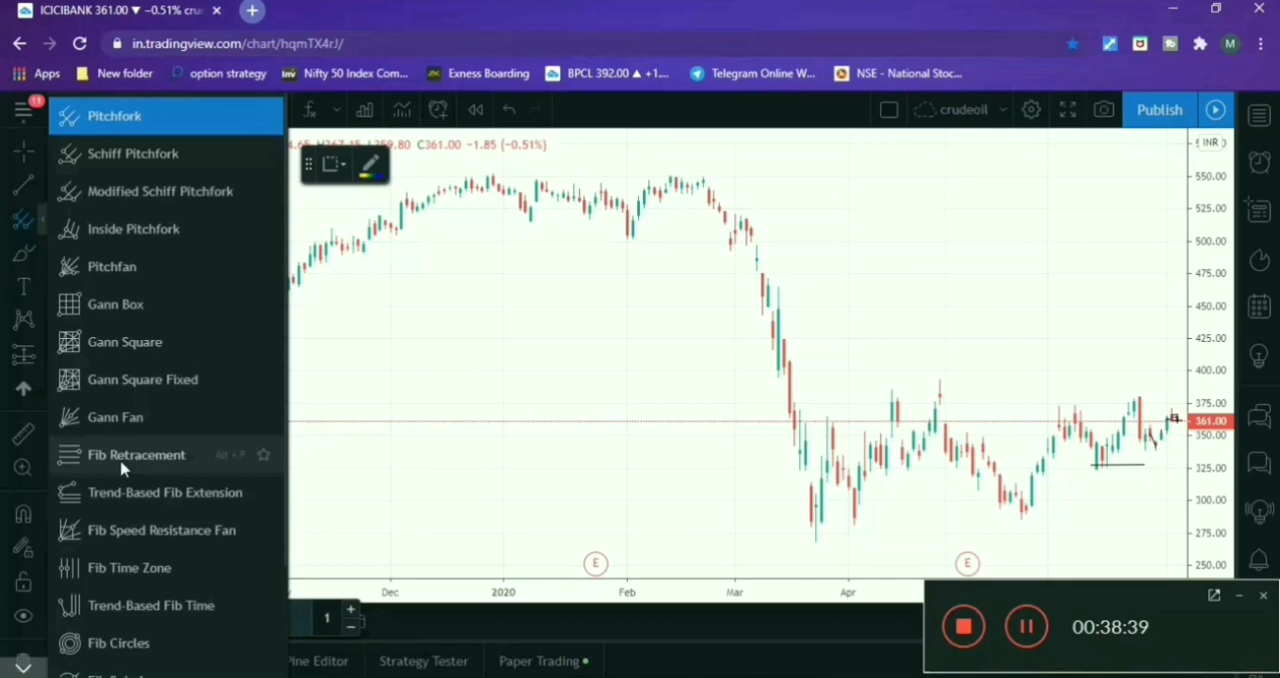 ICICIBANK 361.00 ▼ −0.51% cru
in.tradingview.com/chart/hqmTX4rJ/
M
Apps New folder option strategy Nifty 50 Index Com... Exness Boarding BPCL 392.00 ▲ +1.... Telegram Online W... NSE - National Stoc...
11
Pitchfork
Schiff Pitchfork
Modified Schiff Pitchfork
Inside Pitchfork
Pitchfan
Gann Box
Gann Square
Gann Square Fixed
Gann Fan
Fib Retracement Alt + F
Trend-Based Fib Extension
Fib Speed Resistance Fan
Fib Time Zone
Trend-Based Fib Time
Fib Circles
crudeoil
Publish
C361.00 −1.85 (−0.51%)
INR
550.00
525.00
500.00
475.00
450.00
425.00
400.00
375.00
361.00
350.00
325.00
300.00
275.00
250.00
E E
Dec 2020 Feb Mar Apr
1
Pine Editor Strategy Tester Paper Trading
00:38:39